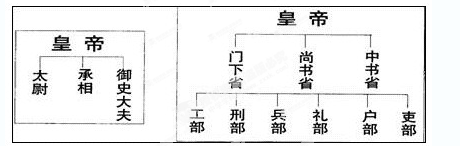 皇帝
太尉
承相
御史大夫
皇帝
门下省
尚书省
中书省
工部
刑部
兵部
礼部
户部
吏部